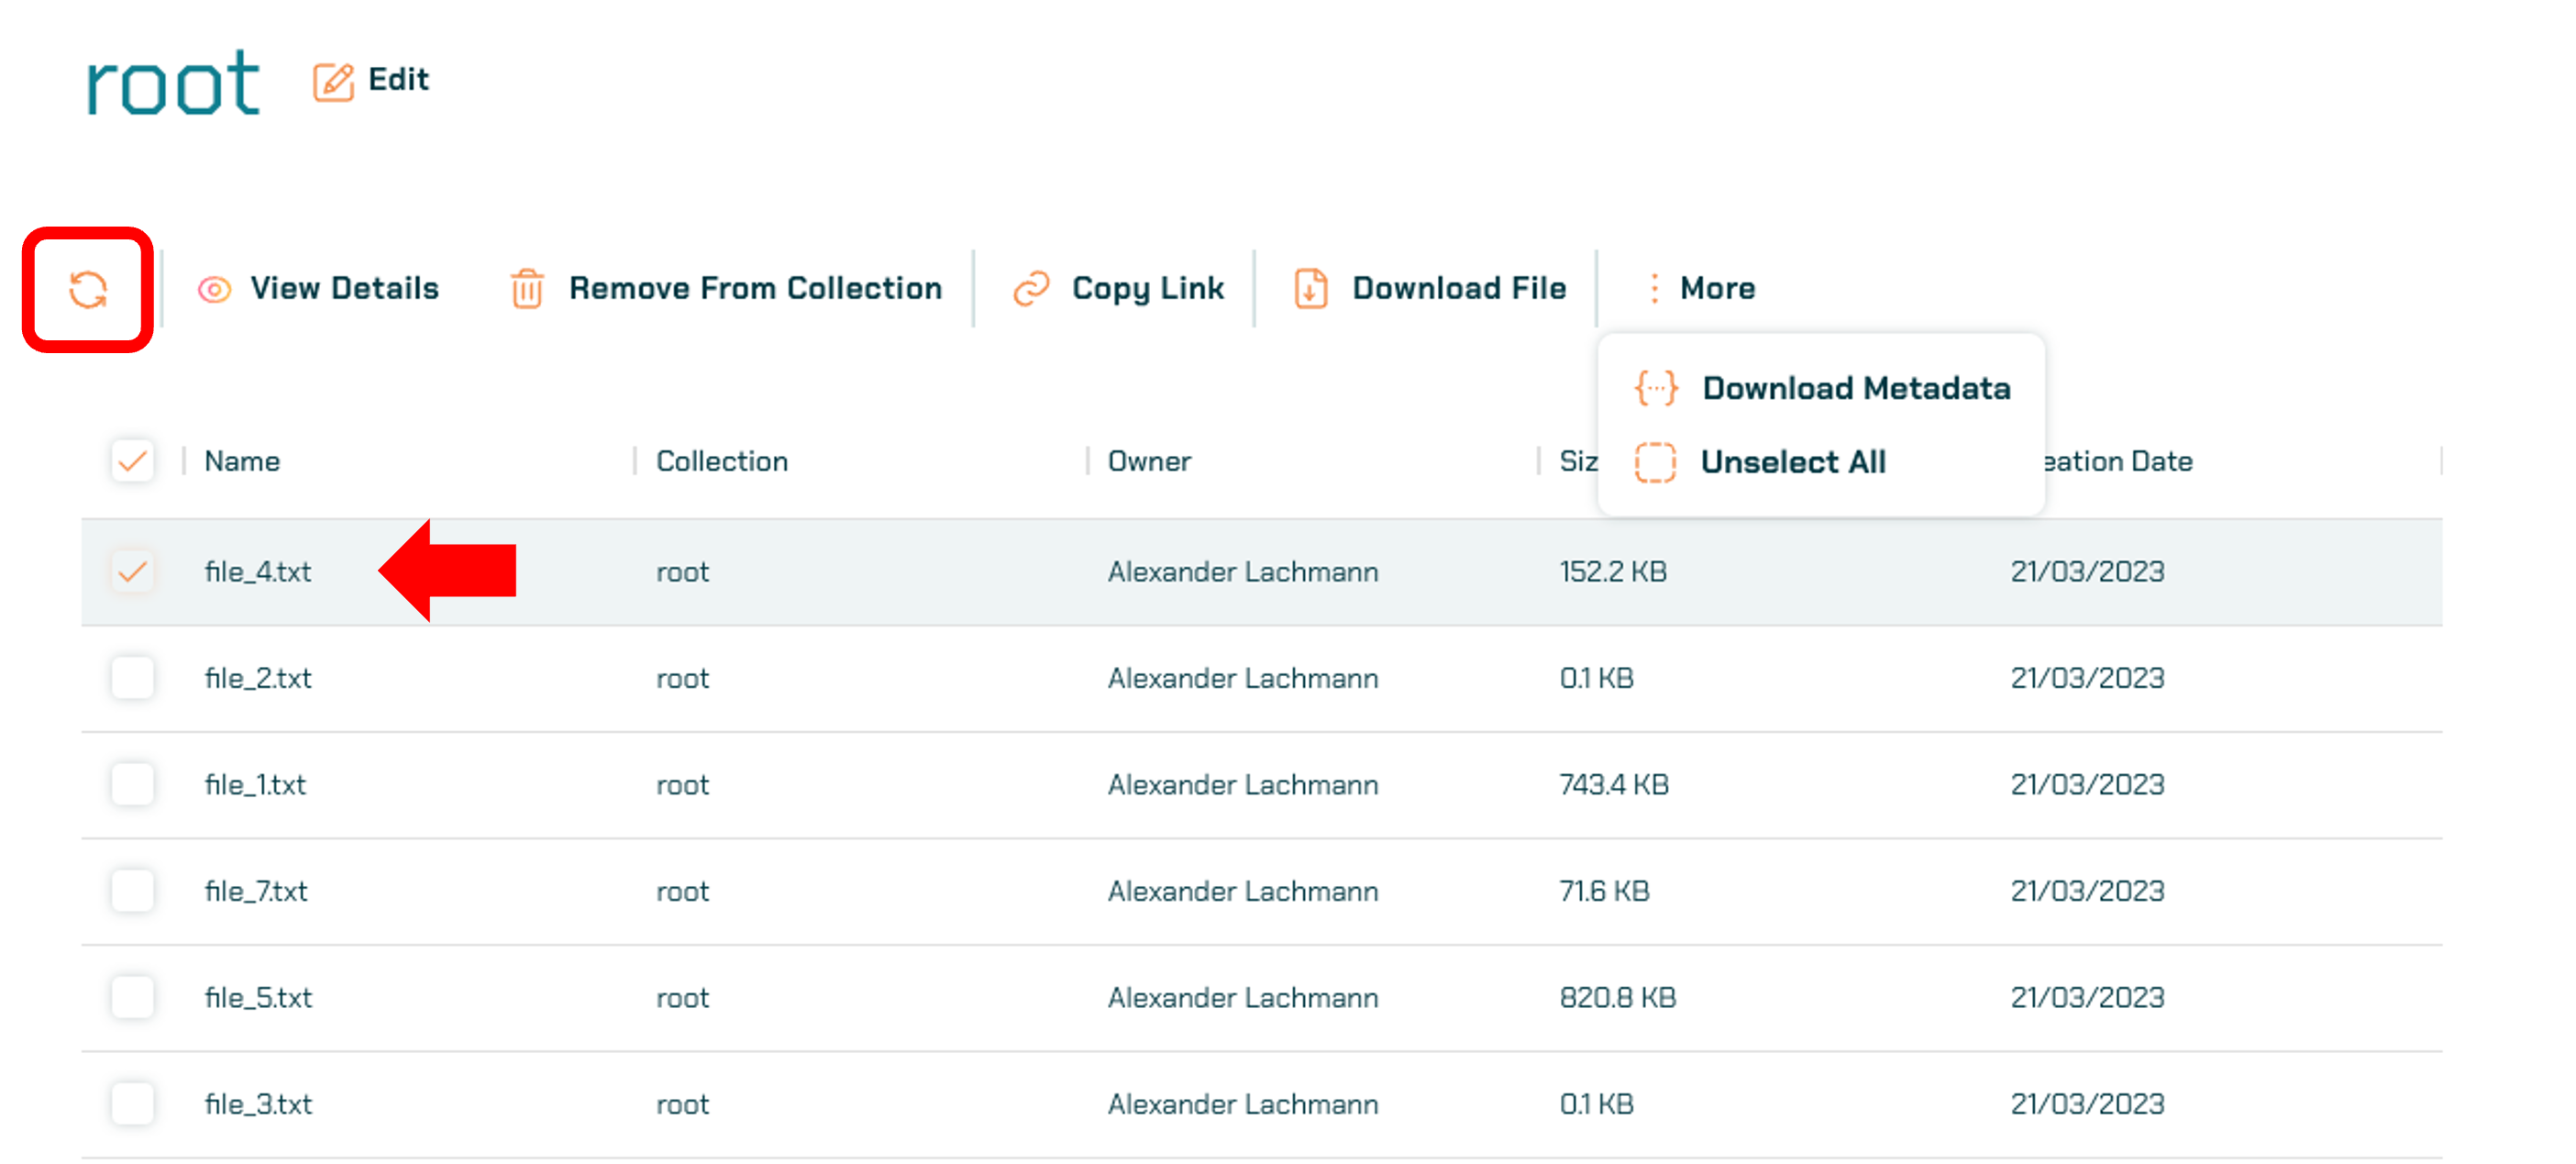 root Edit
View Details Remove From Collection Copy Link Download File More
Download Metadata
Unselect All
Name Collection Owner Siz eation Date
file_4.txt root Alexander Lachmann 152.2 KB 21/03/2023
file_2.txt root Alexander Lachmann 0.1 KB 21/03/2023
file_1.txt root Alexander Lachmann 743.4 KB 21/03/2023
file_7.txt root Alexander Lachmann 71.6 KB 21/03/2023
file_5.txt root Alexander Lachmann 820.8 KB 21/03/2023
file_3.txt root Alexander Lachmann 0.1 KB 21/03/2023